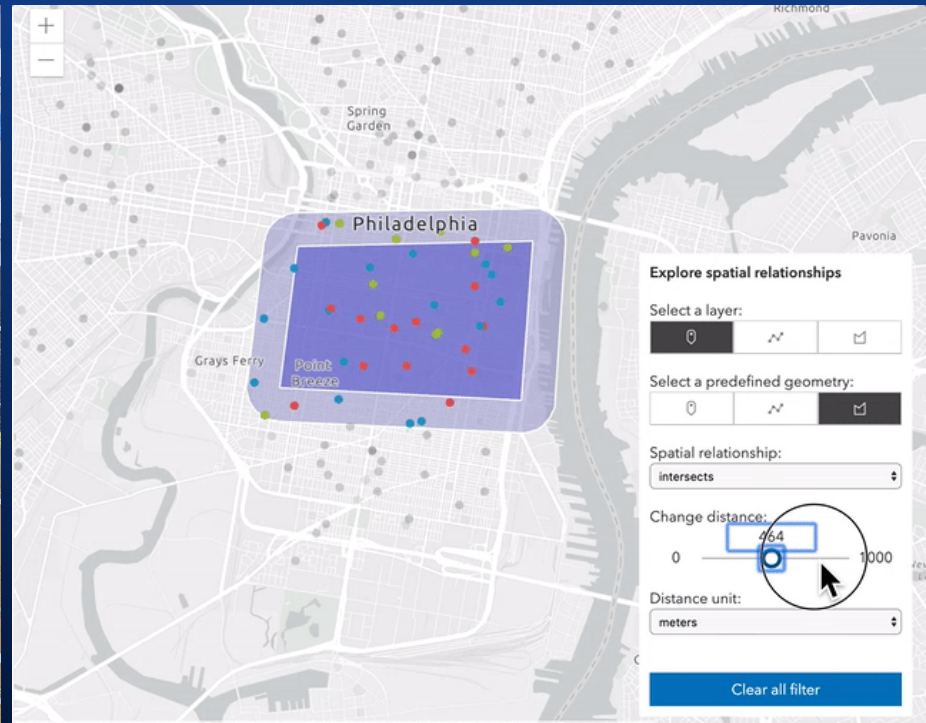 Richmond
+
−
Spring
Garden
Philadelphia
Pavonia
Grays Ferry
Point
Breeze
Explore spatial relationships
Select a layer:
Select a predefined geometry:
Spatial relationship:
intersects
Change distance:
464
0
1000
Distance unit:
meters
Clear all filter